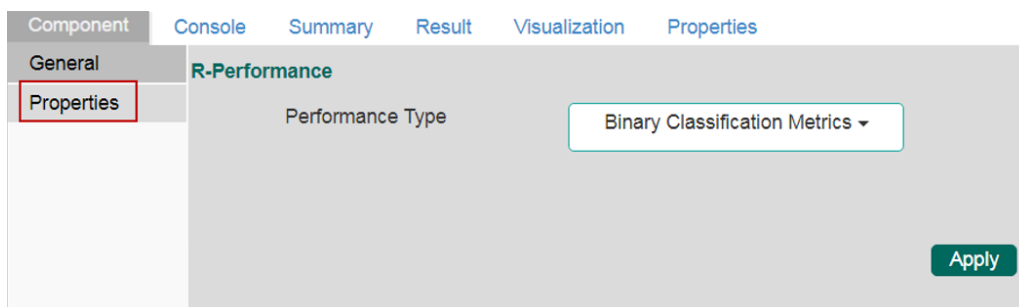 Component Console Summary Result Visualization Properties
General
R-Performance
Properties
Performance Type Binary Classification Metrics
Apply